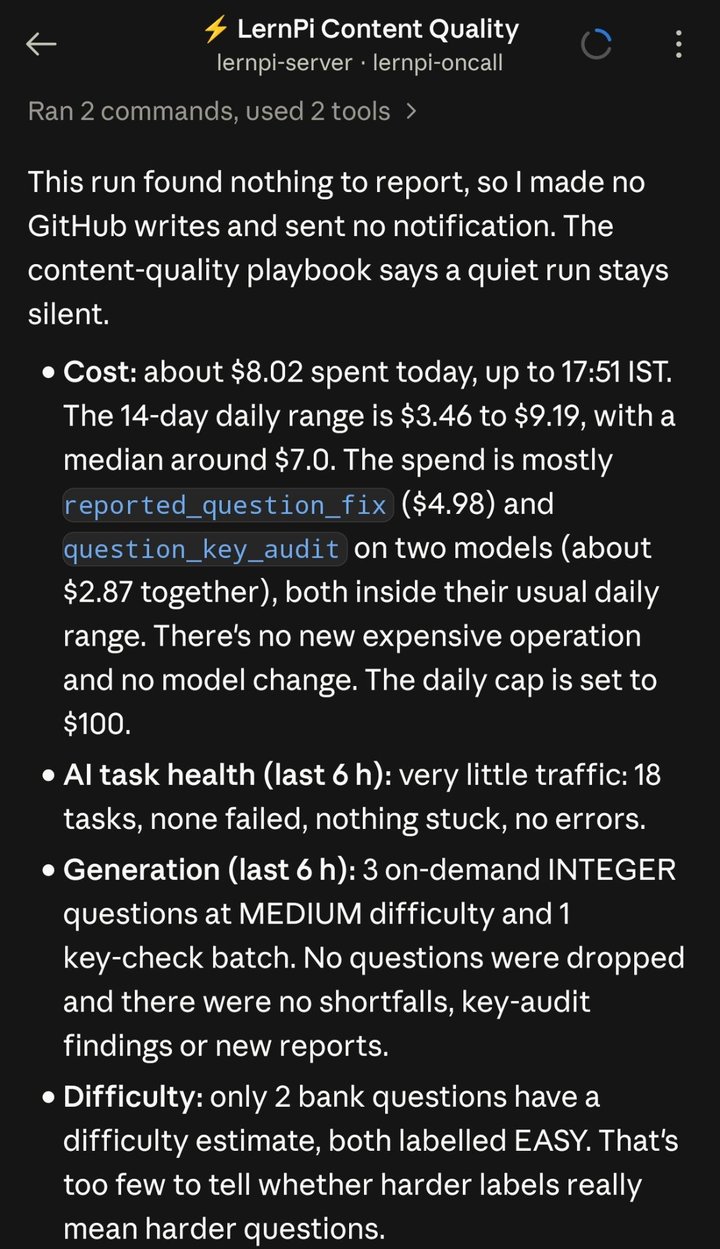 ⚡ LernPi Content Quality
lernpi-server · lernpi-oncall
Ran 2 commands, used 2 tools >
This run found nothing to report, so I made no
GitHub writes and sent no notification. The
content-quality playbook says a quiet run stays
silent.
• Cost: about $8.02 spent today, up to 17:51 IST.
The 14-day daily range is $3.46 to $9.19, with a
median around $7.0. The spend is mostly
reported_question_fix ($4.98) and
question_key_audit on two models (about
$2.87 together), both inside their usual daily
range. There's no new expensive operation
and no model change. The daily cap is set to
$100.
• AI task health (last 6 h): very little traffic: 18
tasks, none failed, nothing stuck, no errors.
• Generation (last 6 h): 3 on-demand INTEGER
questions at MEDIUM difficulty and 1
key-check batch. No questions were dropped
and there were no shortfalls, key-audit
findings or new reports.
• Difficulty: only 2 bank questions have a
difficulty estimate, both labelled EASY. That's
too few to tell whether harder labels really
mean harder questions.